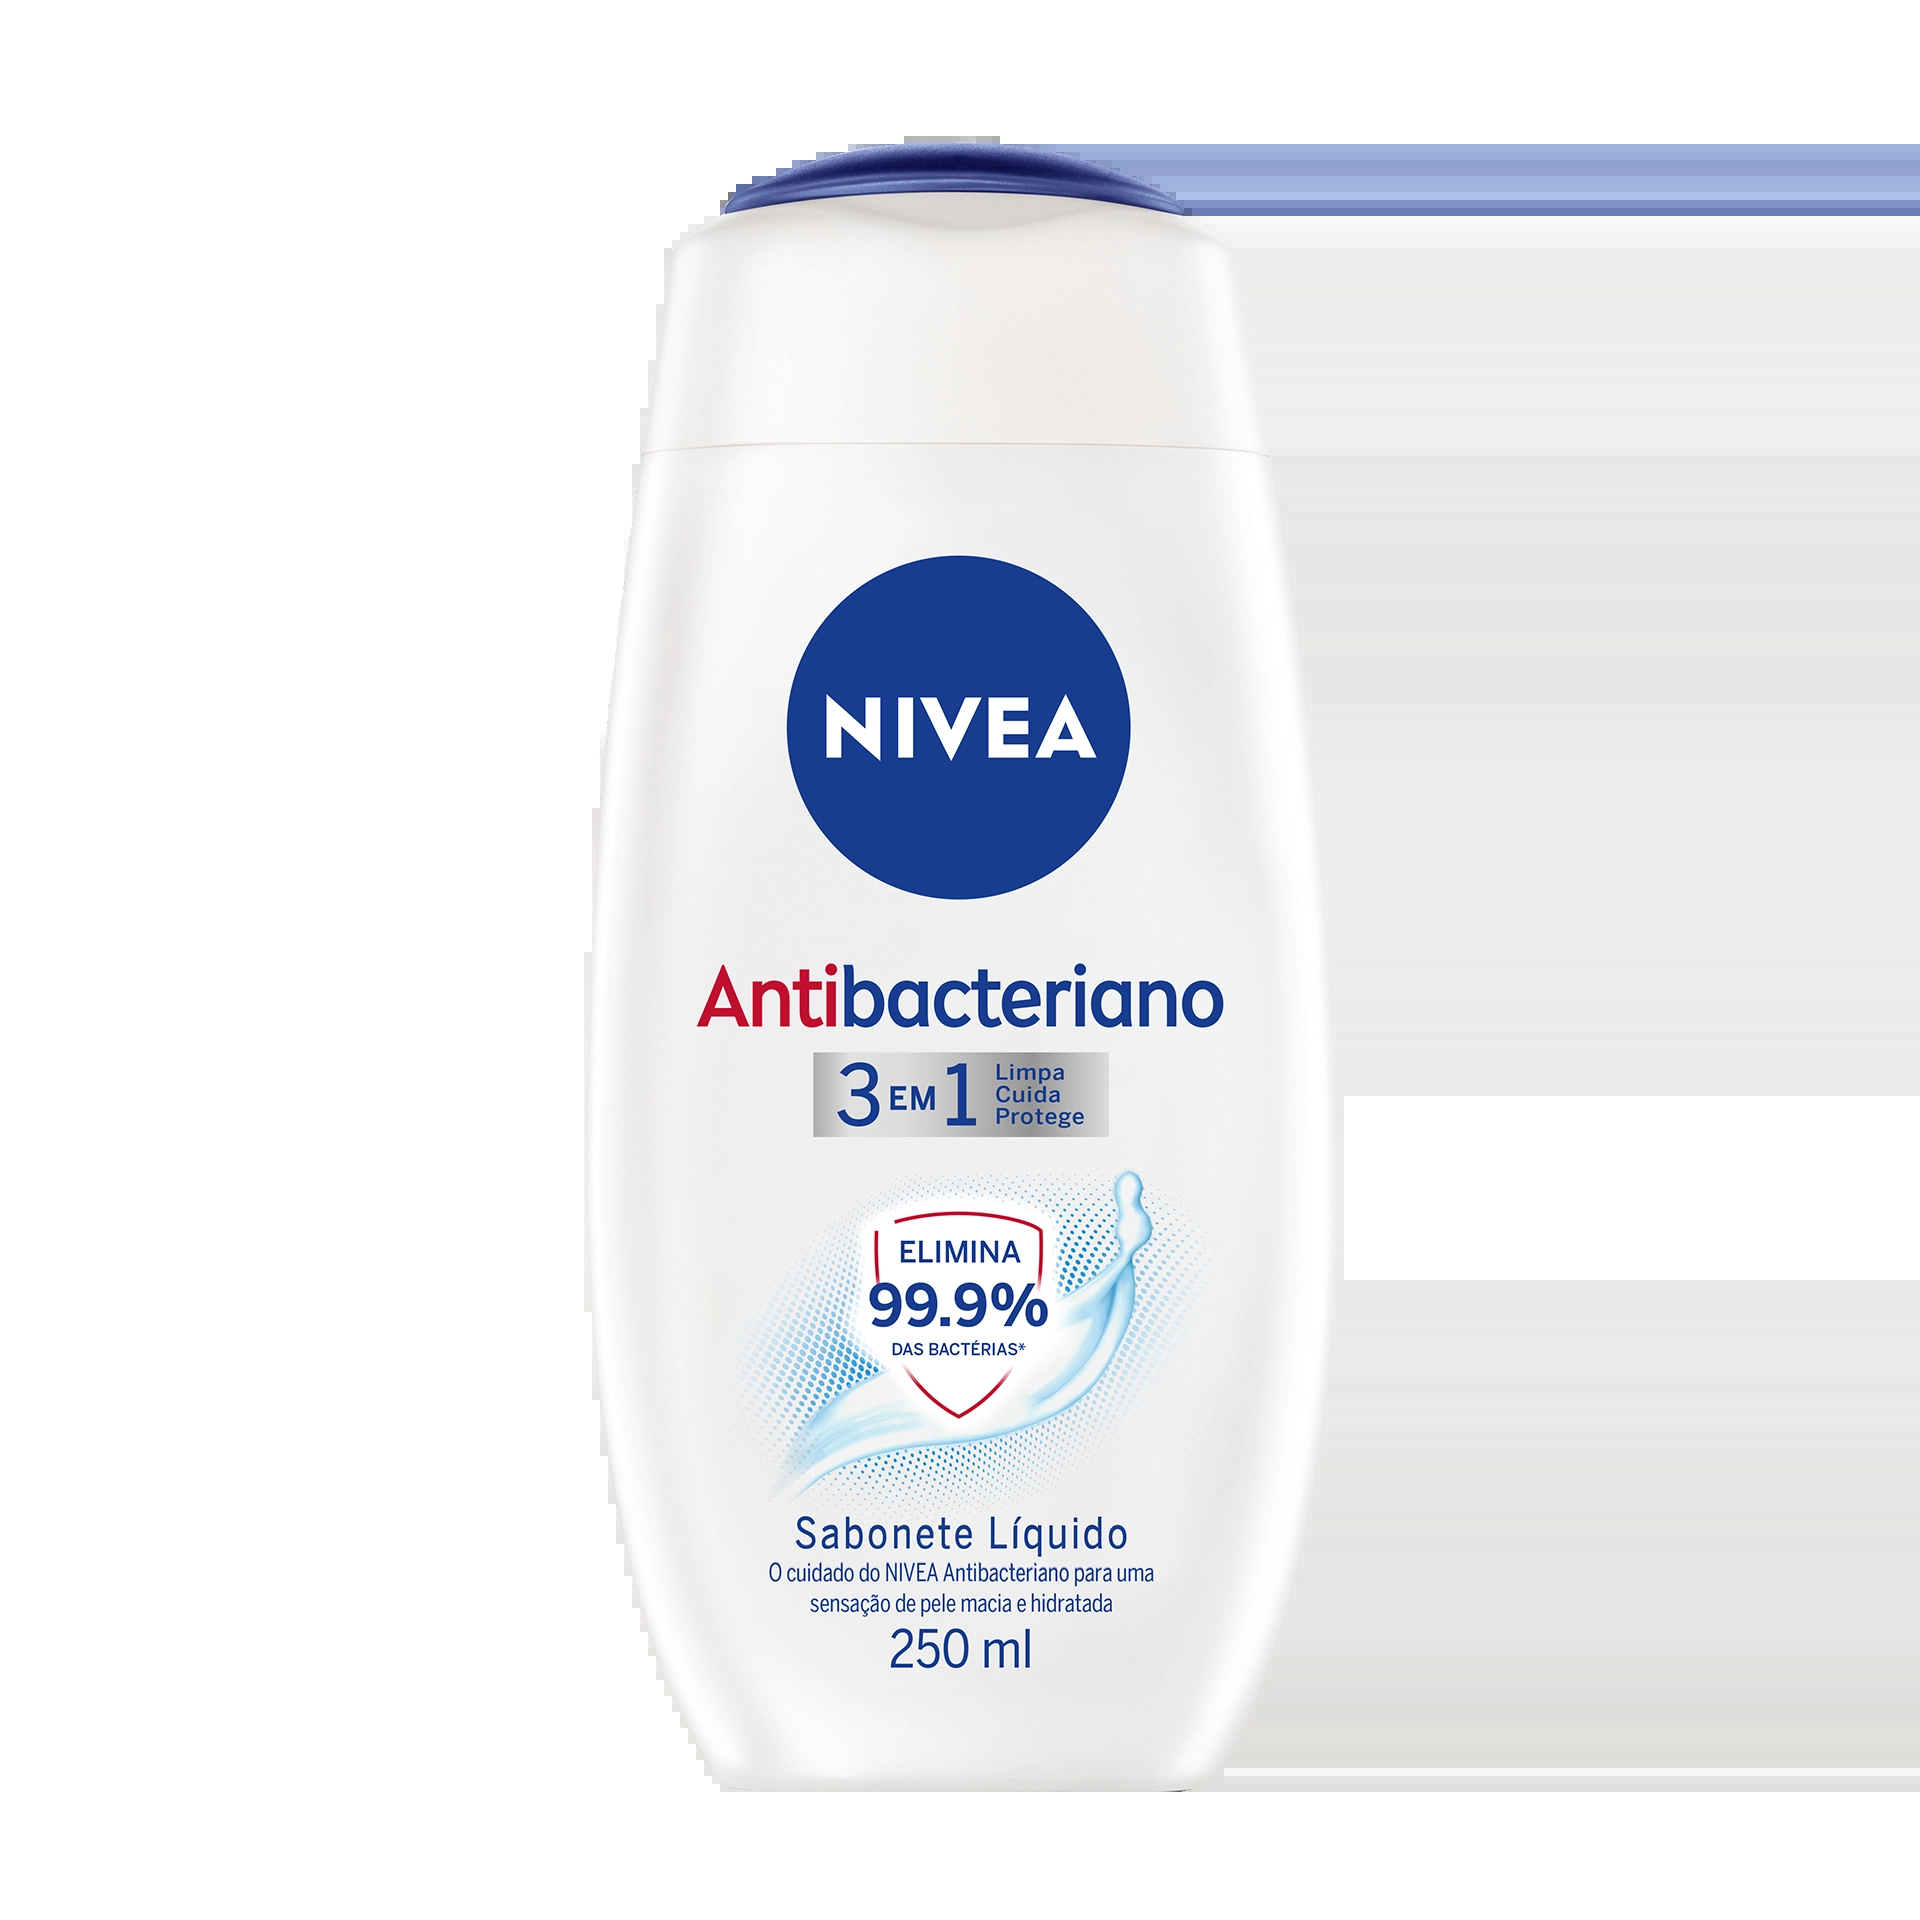 NIVEA
Antibacteriano
3 EM 1
Limpa
Cuida
Protege
ELIMINA
99.9%
DAS BACTÉRIAS*
Sabonete Líquido
O cuidado do NIVEA Antibacteriano para uma
sensação de pele macia e hidratada
250 ml